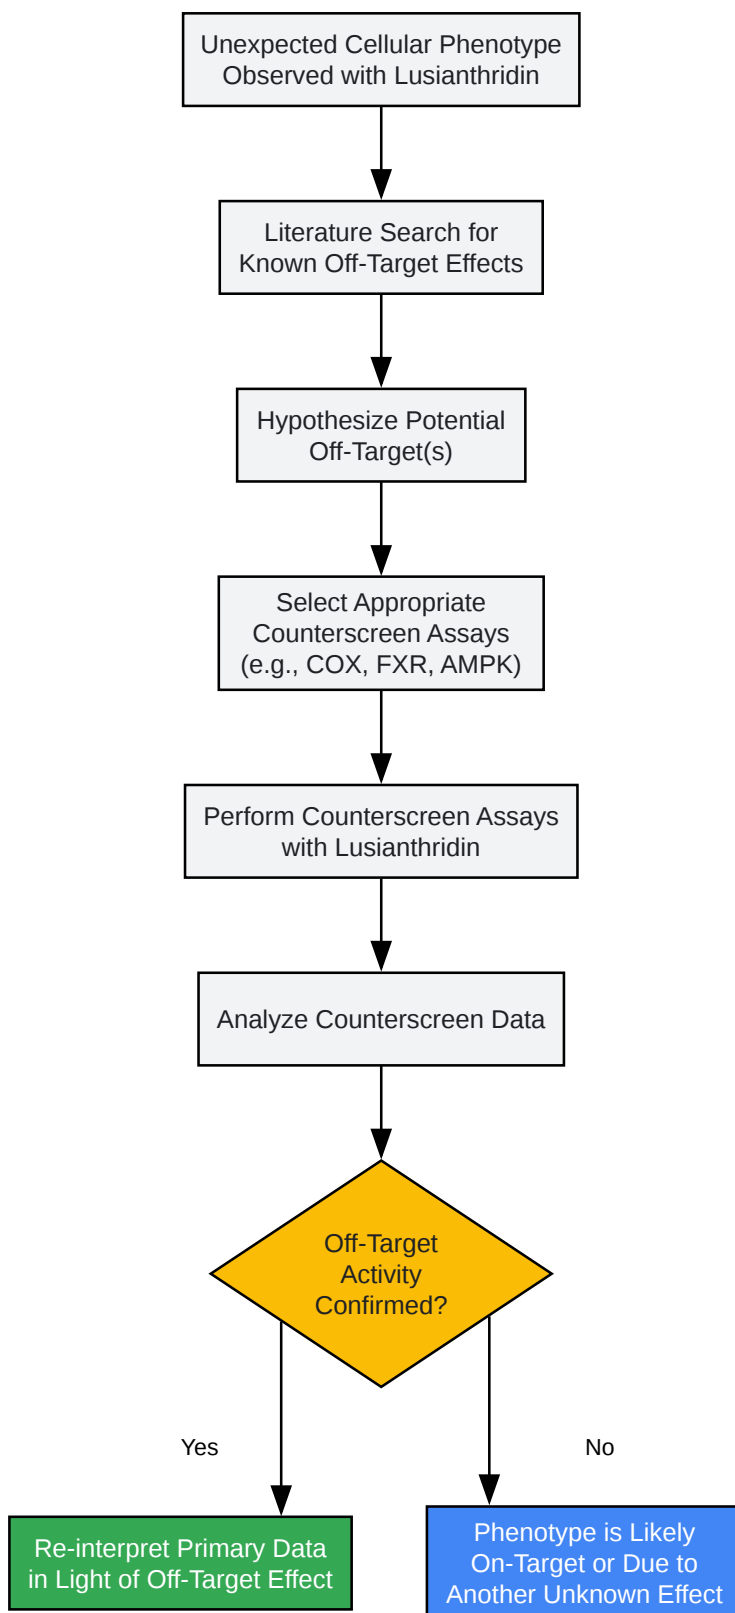 Unexpected Cellular Phenotype
Observed with Lusianthridin
Literature Search for
Known Off-Target Effects
Hypothesize Potential
Off-Target(s)
Select Appropriate
Counterscreen Assays
(e.g., COX, FXR, AMPK)
Perform Counterscreen Assays
with Lusianthridin
Analyze Counterscreen Data
Off-Target
Activity
Confirmed?
Yes
No
Re-interpret Primary Data
in Light of Off-Target Effect
Phenotype is Likely
On-Target or Due to
Another Unknown Effect